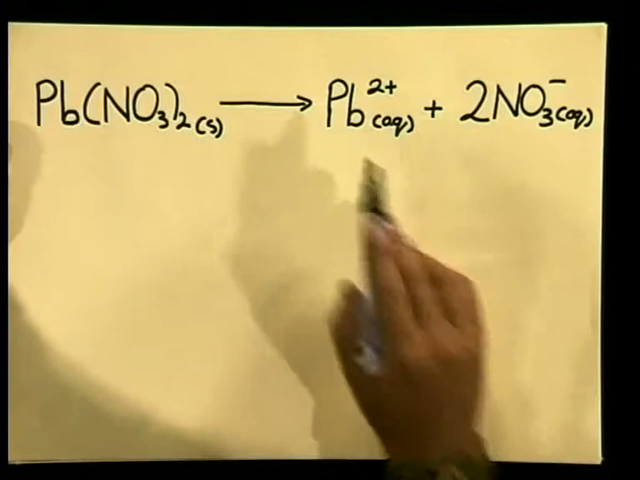 Pb(NO₃)₂(s) ⟶ Pb²⁺(aq) + 2NO₃⁻(aq)